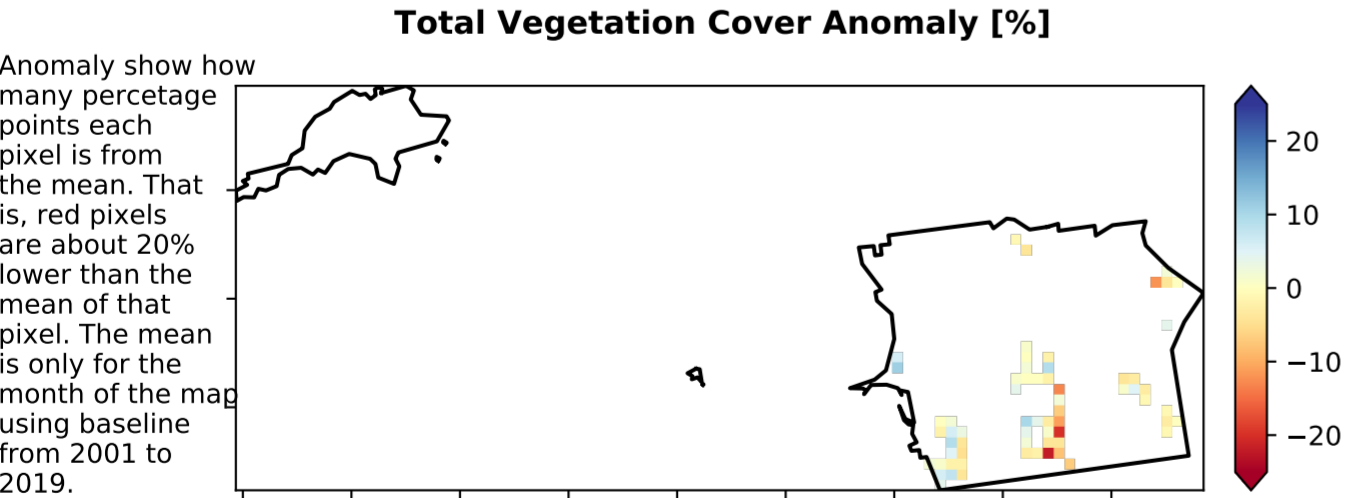 Total Vegetation Cover Anomaly [%]
Anomaly show how
many percetage
points each
pixel is from
the mean. That
is, red pixels
are about 20%
lower than the
mean of that
pixel. The mean
is only for the
month of the map
using baseline
from 2001 to
2019.
20
10
0
−10
−20